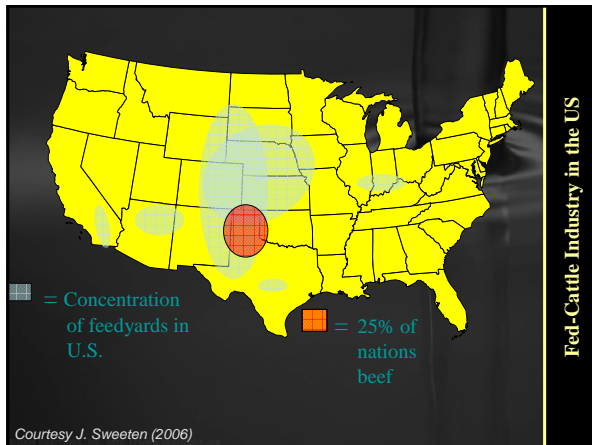 Fed-Cattle Industry in the US
= Concentration
of feedyards in
U.S.
= 25% of
nations
beef
Courtesy J. Sweeten (2006)